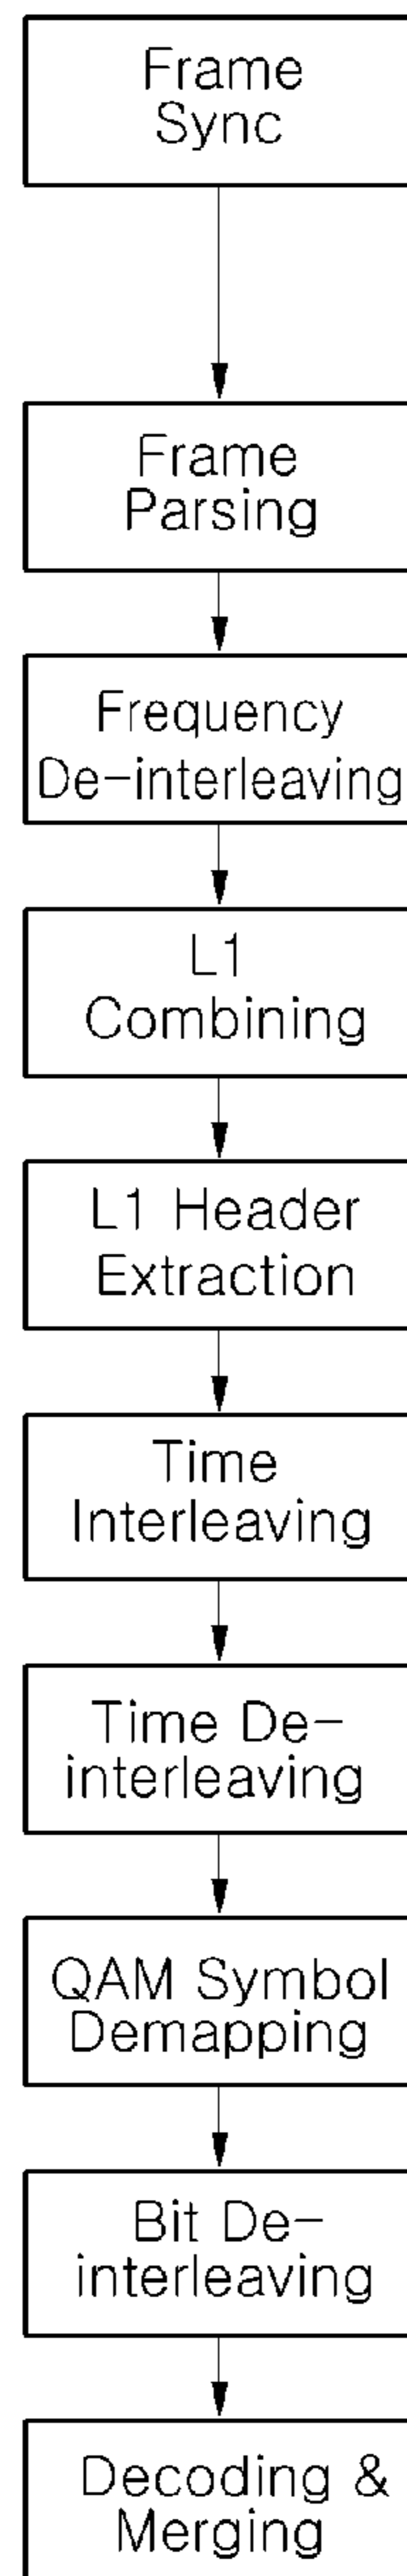 Frame
Sync
Frame
Parsing
Frequency
De-interleaving
L1
Combining
L1 Header
Extraction
Time
Interleaving
Time De-
interleaving
QAM Symbol
Demapping
Bit De-
interleaving
Decoding &
Merging